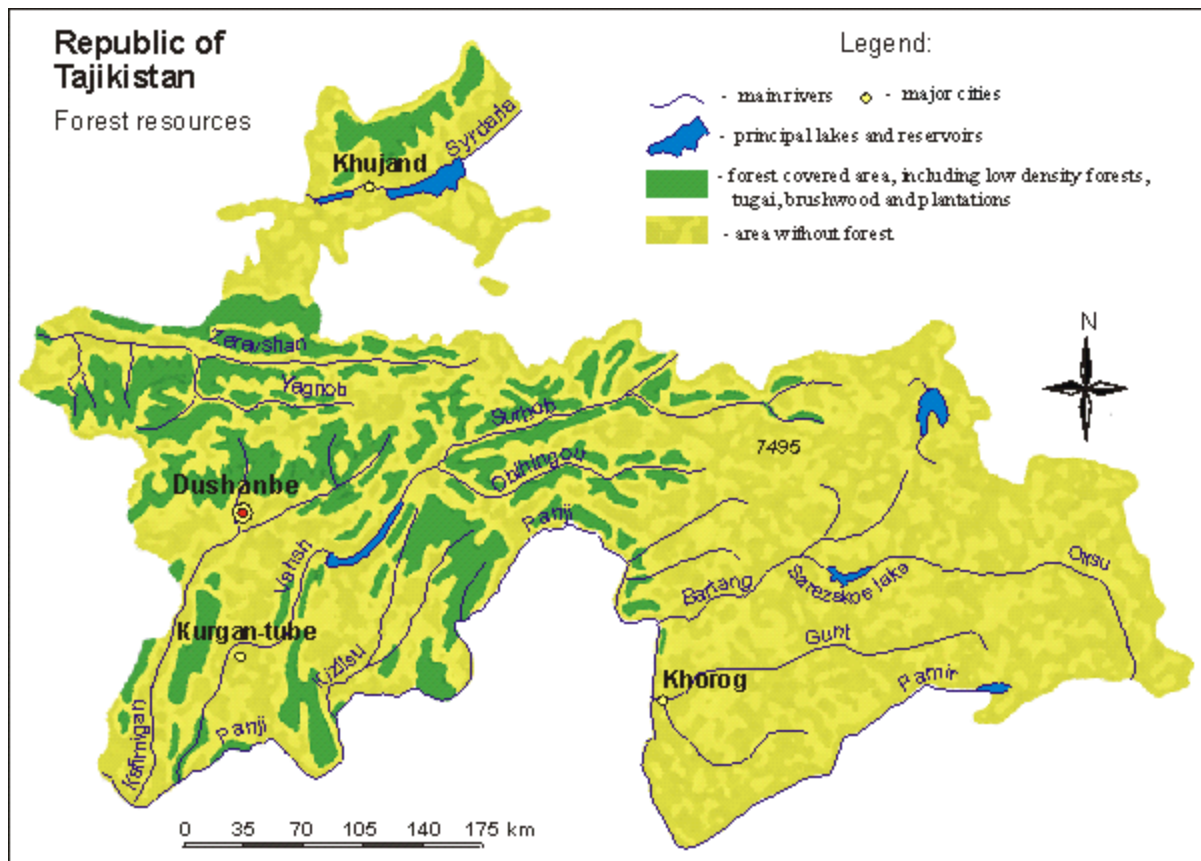 Republic of
Tajikistan
Forest resources
Legend:
- main rivers
- major cities
- principal lakes and reservoirs
- forest covered area, including low density forests,
tugai, brushwood and plantations
- area without forest
Syrdaria
Khujand
N
Zeravshan
Yagnob
Surhob
7495
Obihingou
Dushanbe
Panji
Vahsh
Oksu
Sarezskoe lake
Bartang
Kurgan-tube
Gunt
Kizilsu
Khorog
Pamir
Kafirnigan
Panji
0 35 70 105 140 175 km